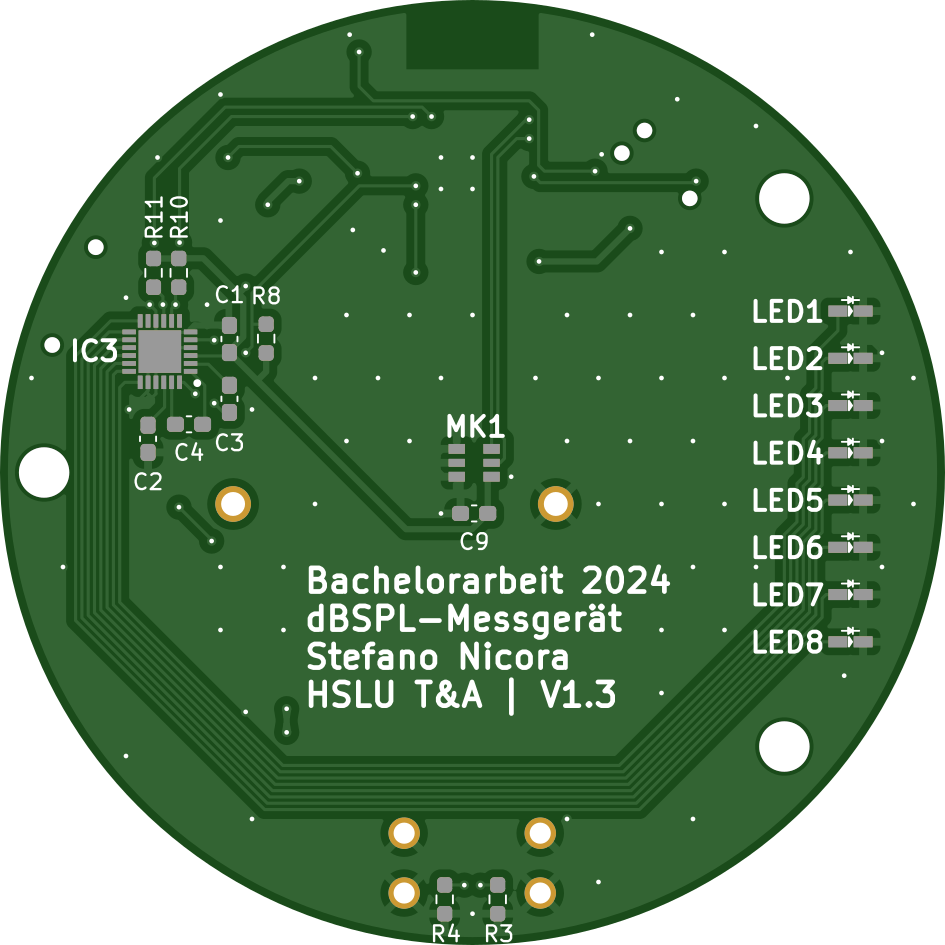 R11
R10
C1
R8
IC3
C3
C4
C2
MK1
C9
LED1
LED2
LED3
LED4
LED5
LED6
LED7
LED8
Bachelorarbeit 2024
dBSPL-Messgerät
Stefano Nicora
HSLU T&A | V1.3
R4
R3